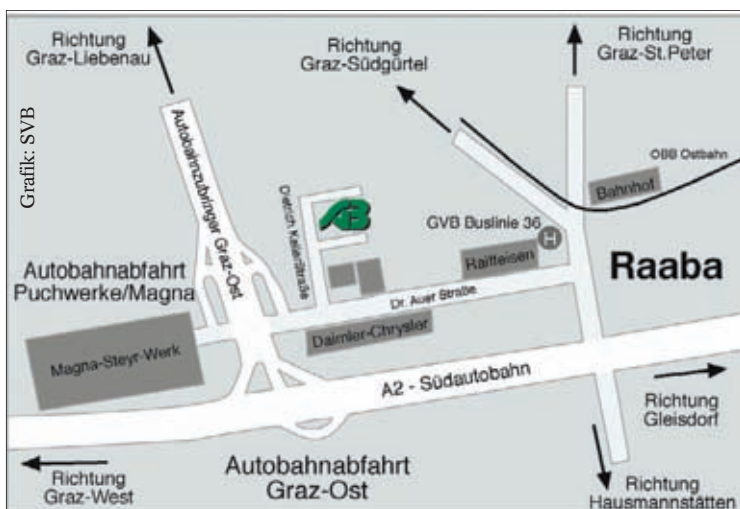 Richtung
Graz-Liebenau
Richtung
Graz-Südgürtel
Richtung
Graz-St.Peter
Grafik: SVB
Autobahnzubringer Graz-Ost
Dietrich KellerStraße
ÖBB Ostbahn
Bahnhof
GVB Buslinie 36
H
Raiffeisen
Raaba
Autobahnabfahrt
Puchwerke/Magna
Dr. Auer Straße
Daimler-Chrysler
Magna-Steyr-Werk
A2 - Südautobahn
Richtung
Gleisdorf
Autobahnabfahrt
Graz-Ost
Richtung
Graz-West
Richtung
Hausmannstätten